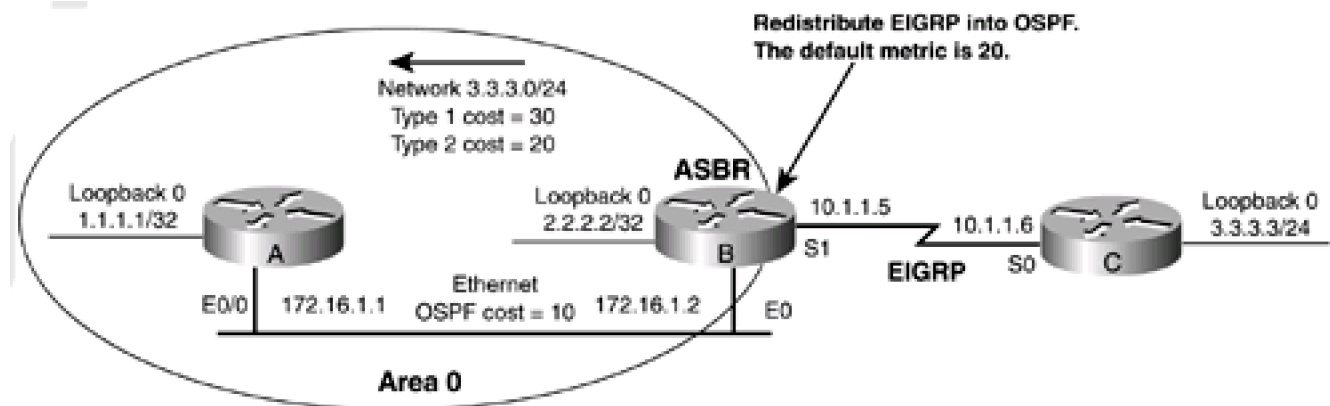 Redistribute EIGRP into OSPF.
The default metric is 20.
Network 3.3.3.0/24
Type 1 cost = 30
Type 2 cost = 20
ASBR
Loopback 0
1.1.1.1/32
A
Loopback 0
2.2.2.2/32
B
10.1.1.5
S1
EIGRP
10.1.1.6
S0
C
Loopback 0
3.3.3.3/24
E0/0
172.16.1.1
Ethernet
OSPF cost = 10
172.16.1.2
E0
Area 0